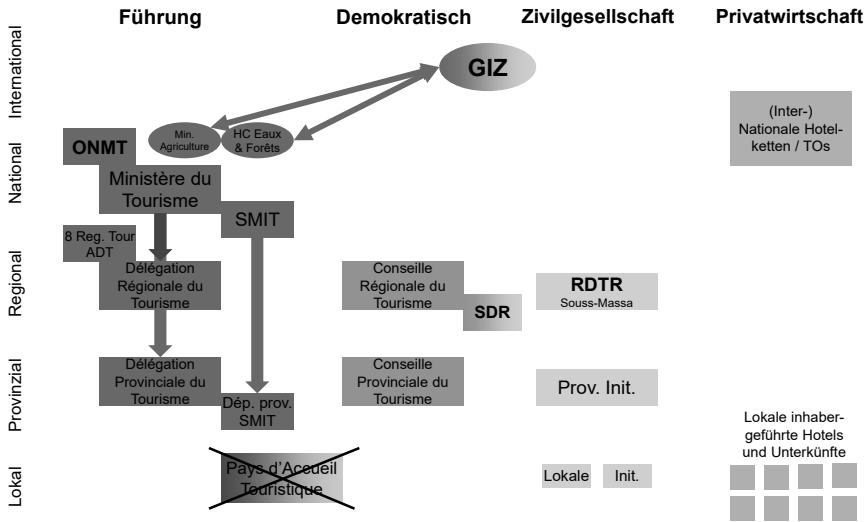 Führung
Demokratisch
Zivilgesellschaft
Privatwirtschaft
International
GIZ
(Inter-)
Nationale Hotel-
ketten / TOs
National
ONMT
Min.
Agriculture
HC Eaux
& Forêts
Ministère du
Tourisme
SMIT
Regional
8 Reg. Tour
ADT
Délégation
Régionale du
Tourisme
Conseille
Régionale du
Tourisme
SDR
RDTR
Souss-Massa
Provinzial
Délégation
Provinciale du
Tourisme
Dép. prov.
SMIT
Conseille
Provinciale du
Tourisme
Prov. Init.
Lokale inhaber-
geführte Hotels
und Unterkünfte
Lokal
Pays d’Accueil
Touristique
Lokale
Init.